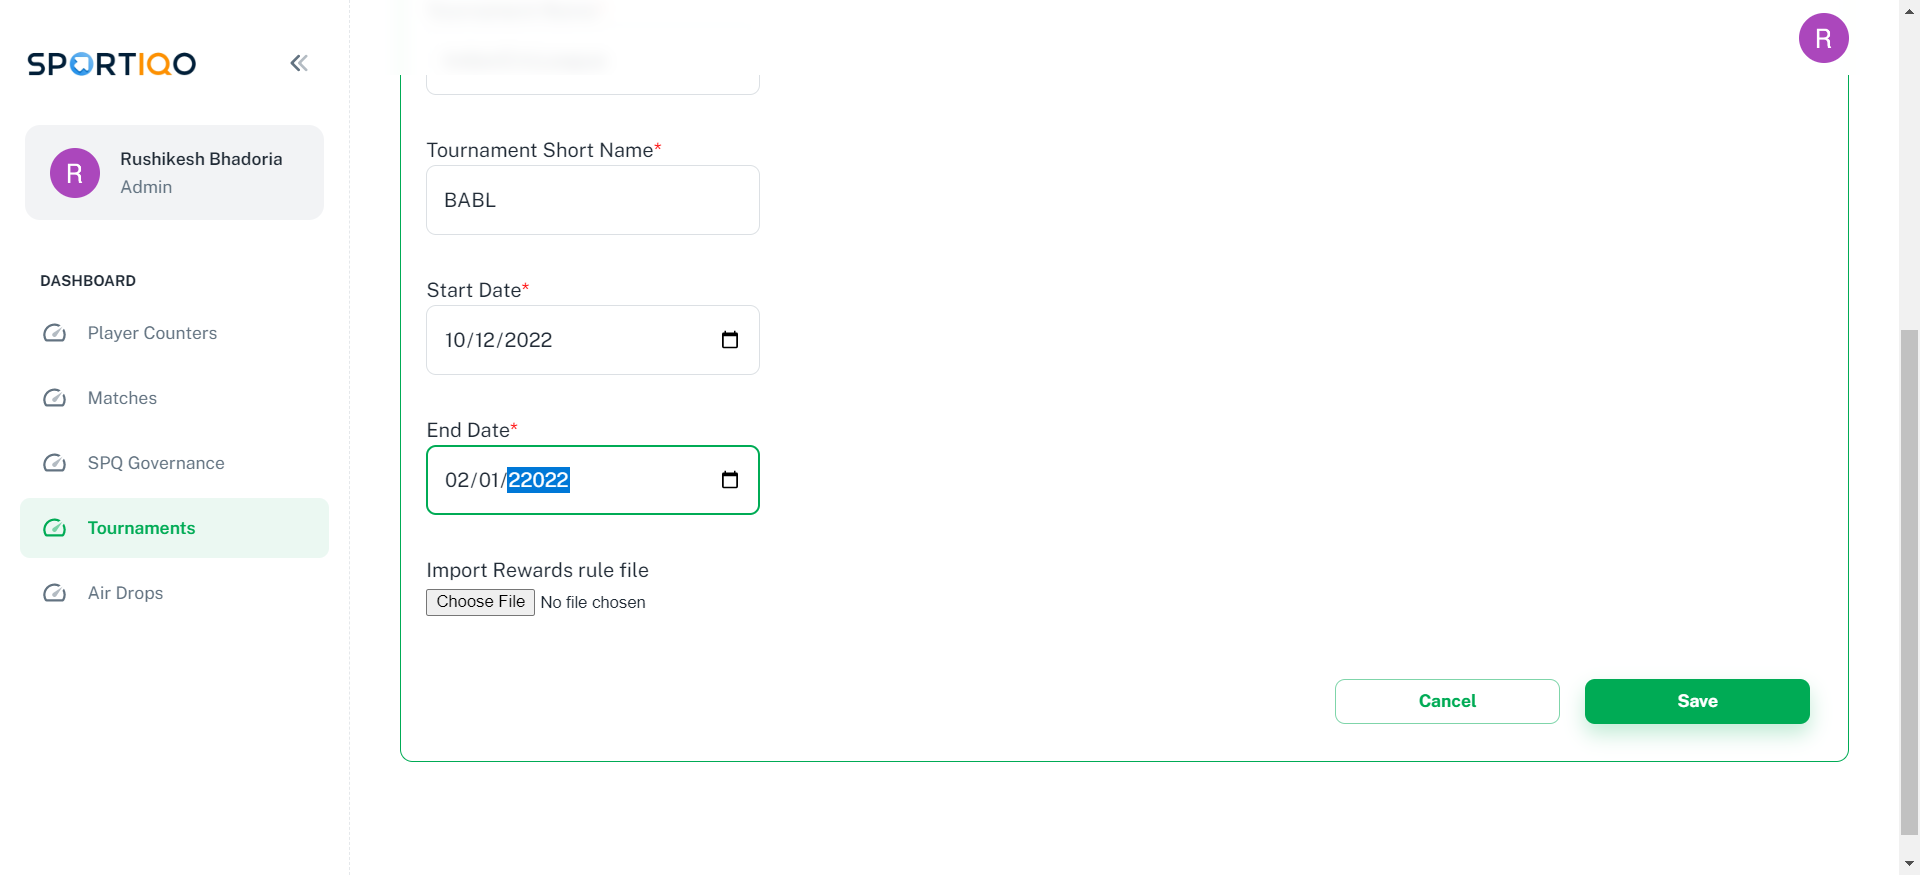 SPORTIQO
R
Rushikesh Bhadoria
Admin
R
DASHBOARD
Player Counters
Matches
SPQ Governance
Tournaments
Air Drops
Tournament Short Name*
BABL
Start Date*
10/12/2022
End Date*
02/01/22022
Import Rewards rule file
Choose File No file chosen
Cancel
Save